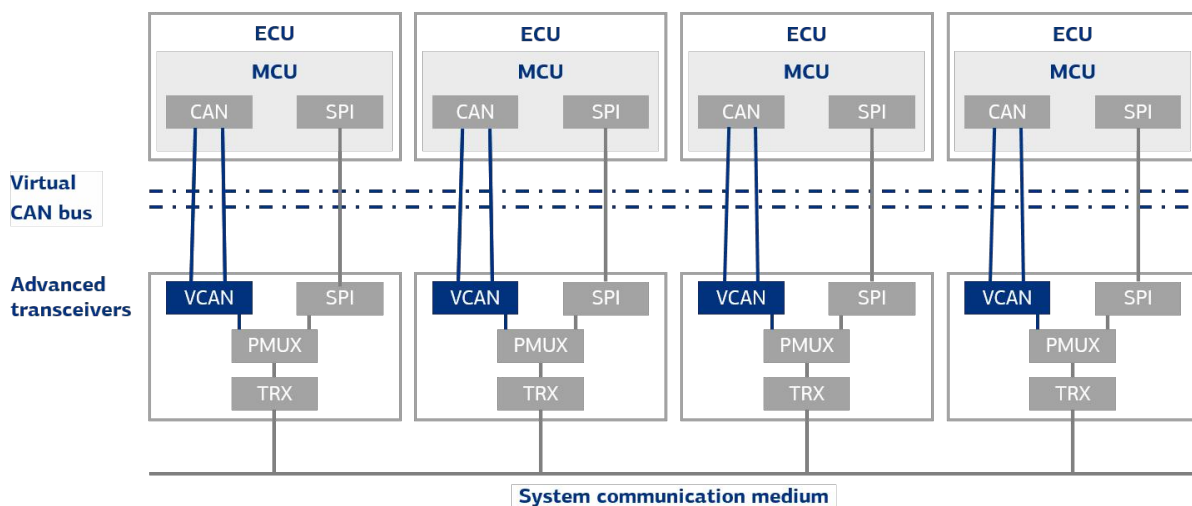 ECU ECU ECU ECU
MCU MCU MCU MCU
CAN SPI CAN SPI CAN SPI CAN SPI
Virtual
CAN bus
Advanced
transceivers
VCAN SPI VCAN SPI VCAN SPI VCAN SPI
PMUX PMUX PMUX PMUX
TRX TRX TRX TRX
System communication medium